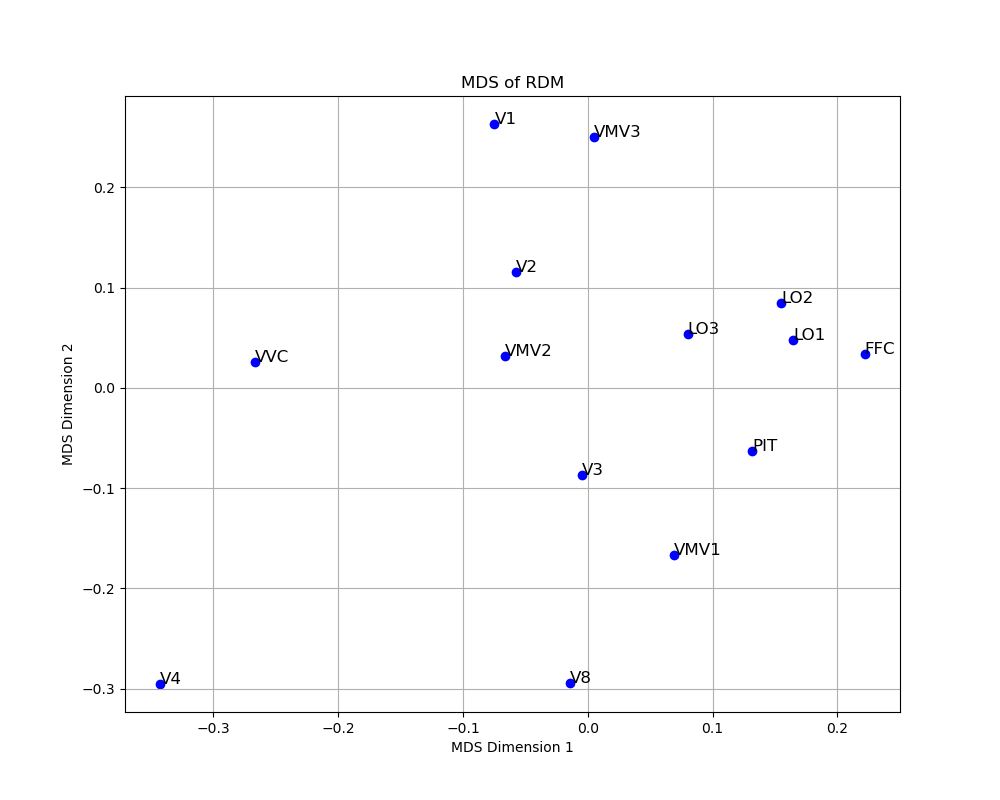 MDS of RDM
V1
VMV3
V2
LO2
LO3
LO1
FFC
VMV2
VVC
PIT
V3
VMV1
V8
V4
0.2
0.1
0.0
−0.1
−0.2
−0.3
MDS Dimension 2
−0.3
−0.2
−0.1
0.0
0.1
0.2
MDS Dimension 1